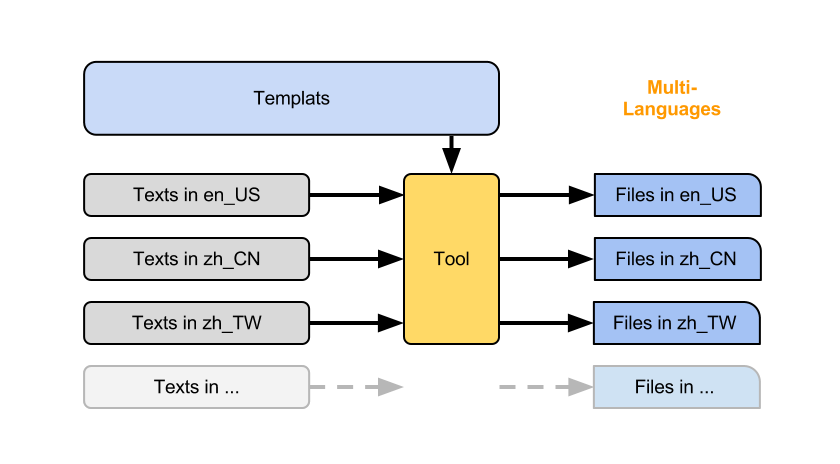 Templats
Multi-
Languages
Texts in en_US
Files in en_US
Texts in zh_CN
Tool
Files in zh_CN
Texts in zh_TW
Files in zh_TW
Texts in ...
Files in ...